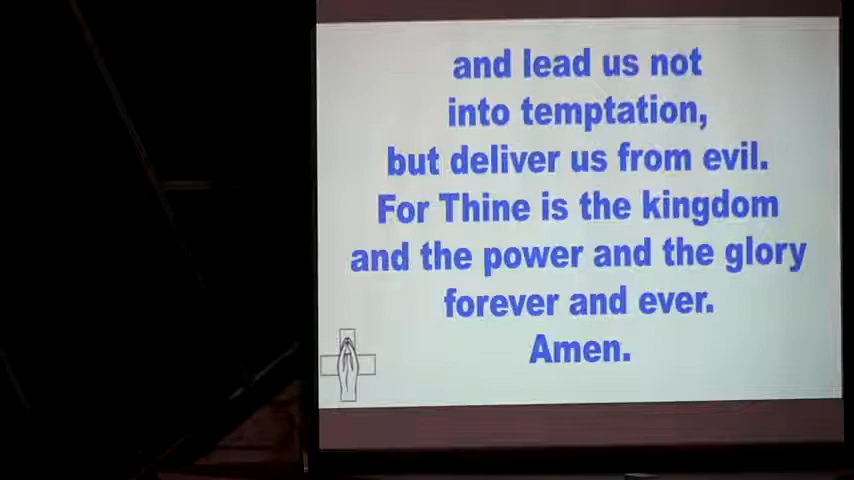 and lead us not
into temptation,
but deliver us from evil.
For Thine is the kingdom
and the power and the glory
forever and ever.
Amen.